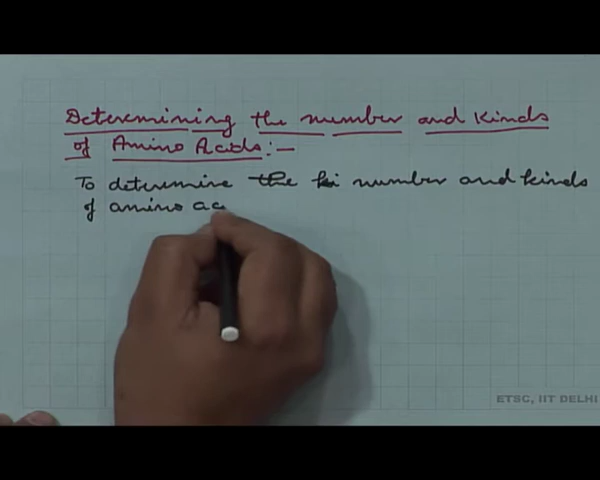 Determining the number and kinds
of Amino Acids:-
To determine the ki number and kinds
of amino ac
ETSC, IIT DELHI